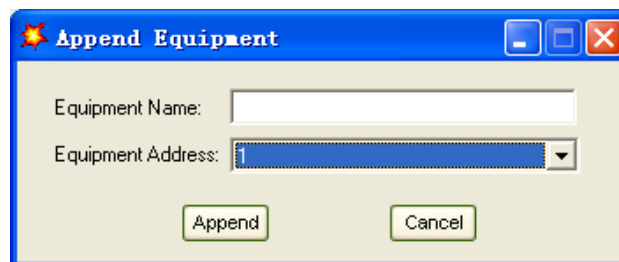 Append Equipment
Equipment Name:
Equipment Address: 1
Append Cancel